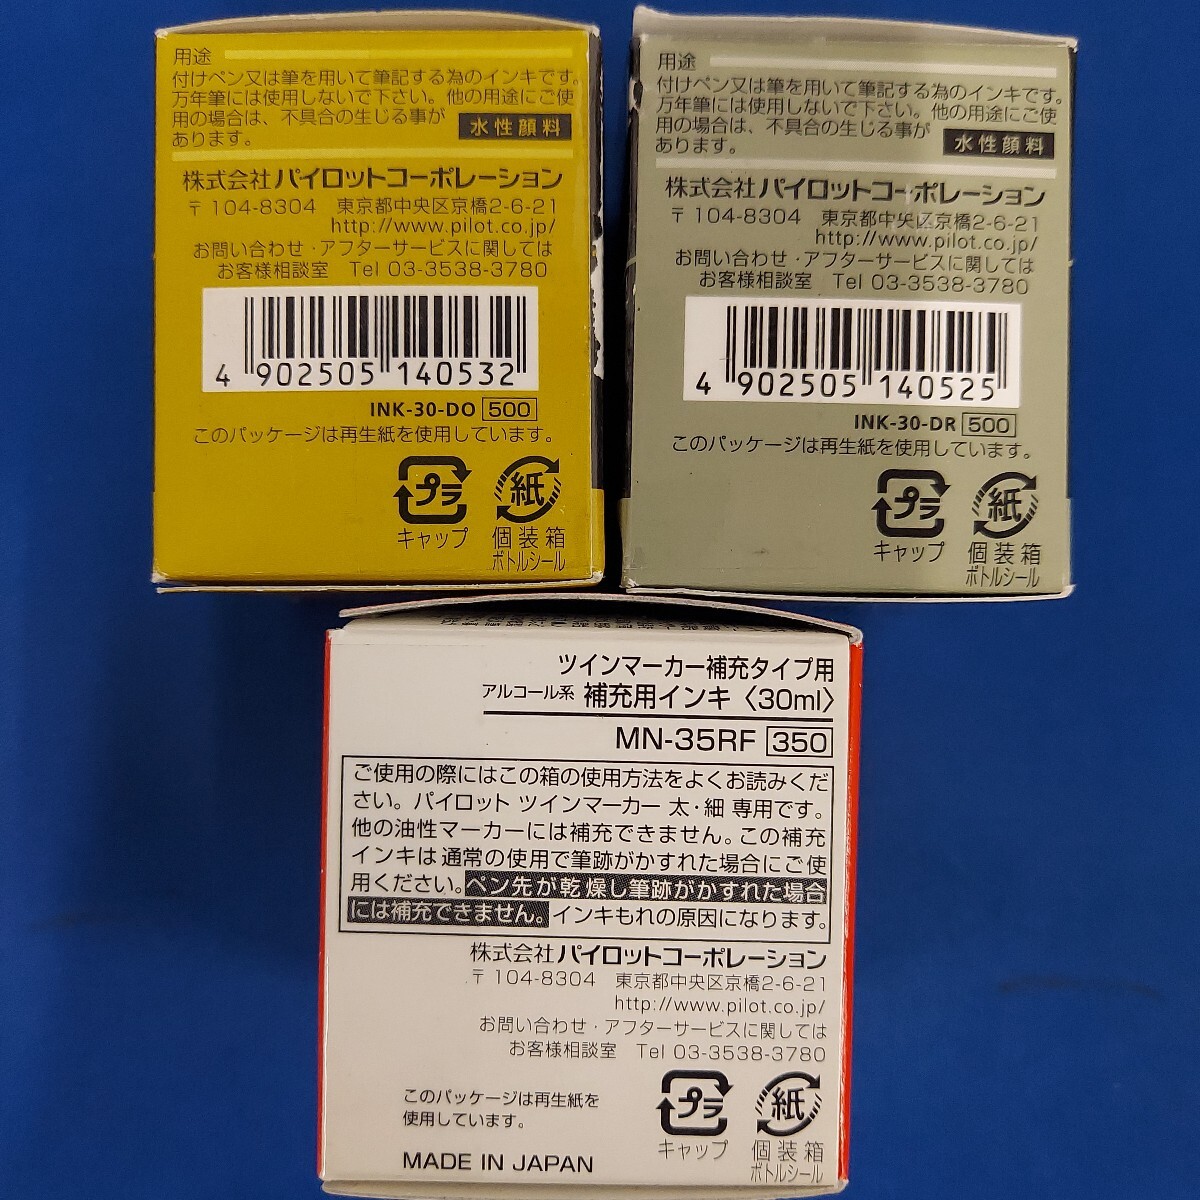 用途
付けペン又は筆を用いて筆記する為のインキです。
万年筆には使用しないで下さい。他の用途にご使
用の場合は、不具合の生じる事が
あります。
水性顔料
株式会社パイロットコーポレーション
〒104-8304 東京都中央区京橋2-6-21
http://www.pilot.co.jp/
お問い合わせ・アフターサービスに関しては
お客様相談室 Tel 03-3538-3780
4 902505 140532
INK-30-DO 500
このパッケージは再生紙を使用しています。
プラ
キャップ
紙
個装箱
ボトルシール
用途
付けペン又は筆を用いて筆記する為のインキです。
万年筆には使用しないで下さい。他の用途にご使
用の場合は、不具合の生じる事が
あります。
水性顔料
株式会社パイロットコーポレーション
〒104-8304 東京都中央区京橋2-6-21
http://www.pilot.co.jp/
お問い合わせ・アフターサービスに関しては
お客様相談室 Tel 03-3538-3780
4 902505 140525
INK-30-DR 500
このパッケージは再生紙を使用しています。
プラ
キャップ
紙
個装箱
ボトルシール
ツインマーカー補充タイプ用
アルコール系 補充用インキ〈30ml〉
MN-35RF 350
ご使用の際にはこの箱の使用方法をよくお読みくだ
さい。パイロット ツインマーカー 太・細 専用です。
他の油性マーカーには補充できません。この補充
インキは通常の使用で筆跡がかすれた場合にご使
用ください。ペン先が乾燥し筆跡がかすれた場合
には補充できません。インキもれの原因になります。
株式会社パイロットコーポレーション
〒104-8304 東京都中央区京橋2-6-21
http://www.pilot.co.jp/
お問い合わせ・アフターサービスに関しては
お客様相談室 Tel 03-3538-3780
このパッケージは再生紙を
使用しています。
プラ
キャップ
紙
個装箱
ボトルシール
MADE IN JAPAN